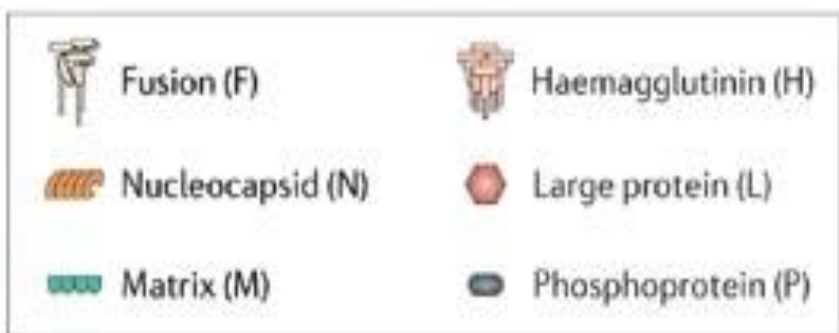 Fusion (F)
Haemagglutinin (H)
Nucleocapsid (N)
Large protein (L)
Matrix (M)
Phosphoprotein (P)